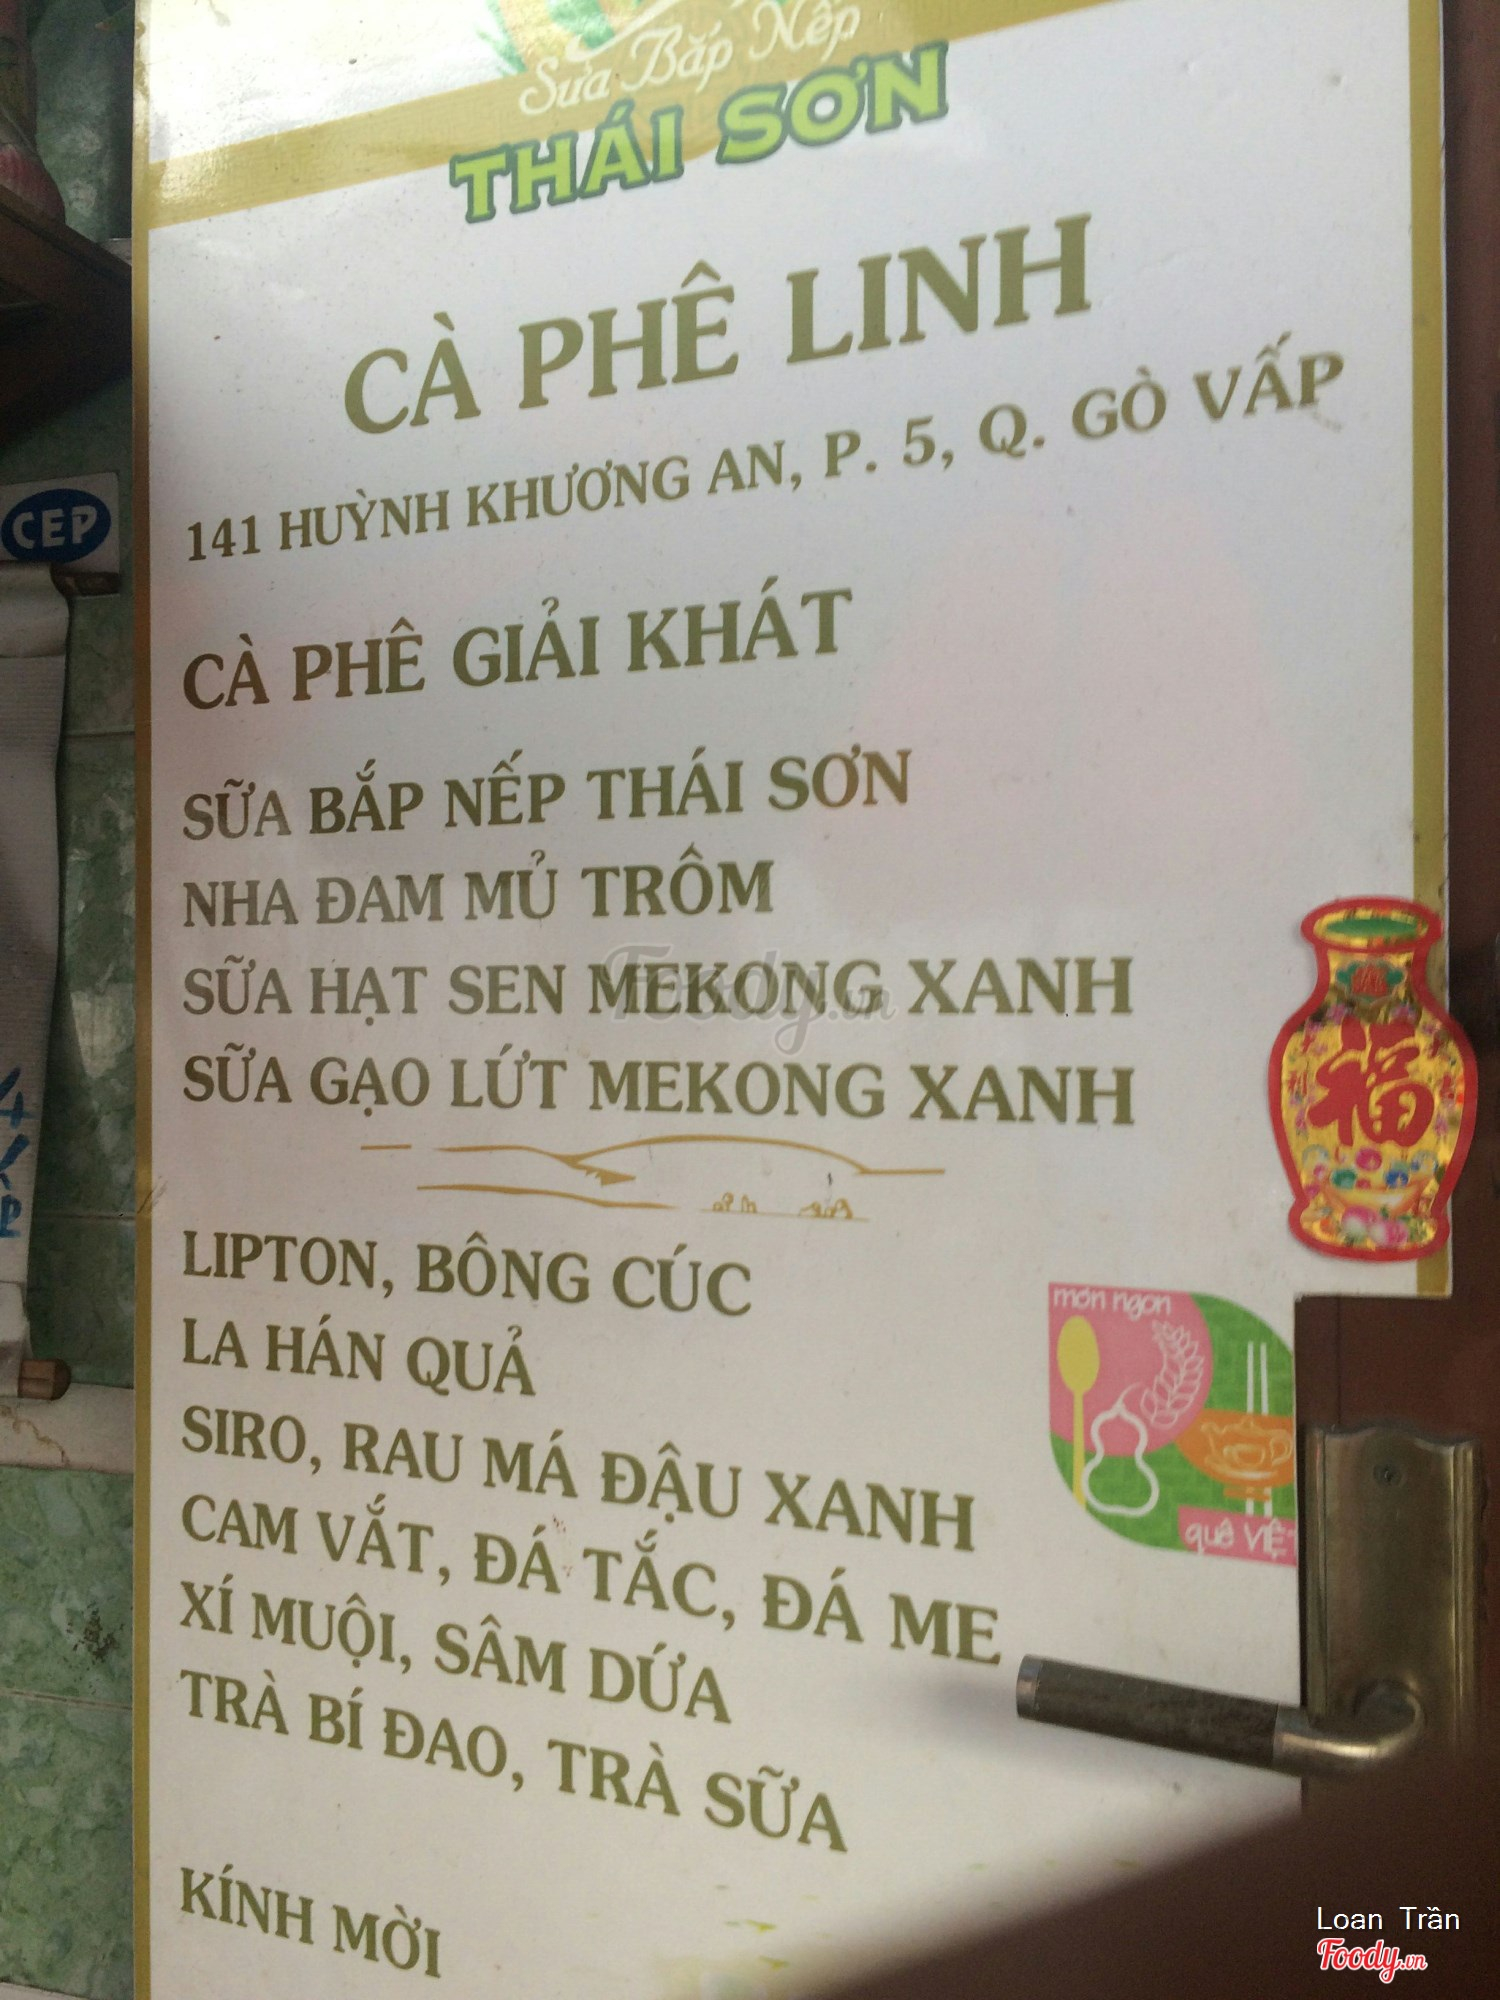 Sữa Bắp Nếp
THÁI SƠN
CÀ PHÊ LINH
141 HUỲNH KHƯƠNG AN, P. 5, Q. GÒ VẤP
CEP
CÀ PHÊ GIẢI KHÁT
SỮA BẮP NẾP THÁI SƠN
NHA ĐAM MỦ TRÔM
SỮA HẠT SEN MEKONG XANH
Foody.vn
SỮA GẠO LỨT MEKONG XANH
福
LIPTON, BÔNG CÚC
LA HÁN QUẢ
SIRO, RAU MÁ ĐẬU XANH
CAM VẮT, ĐÁ TẮC, ĐÁ ME
XÍ MUỘI, SÂM DỨA
TRÀ BÍ ĐAO, TRÀ SỮA
món ngon
quê VIỆT
KÍNH MỜI
Loan Trần
Foody.vn